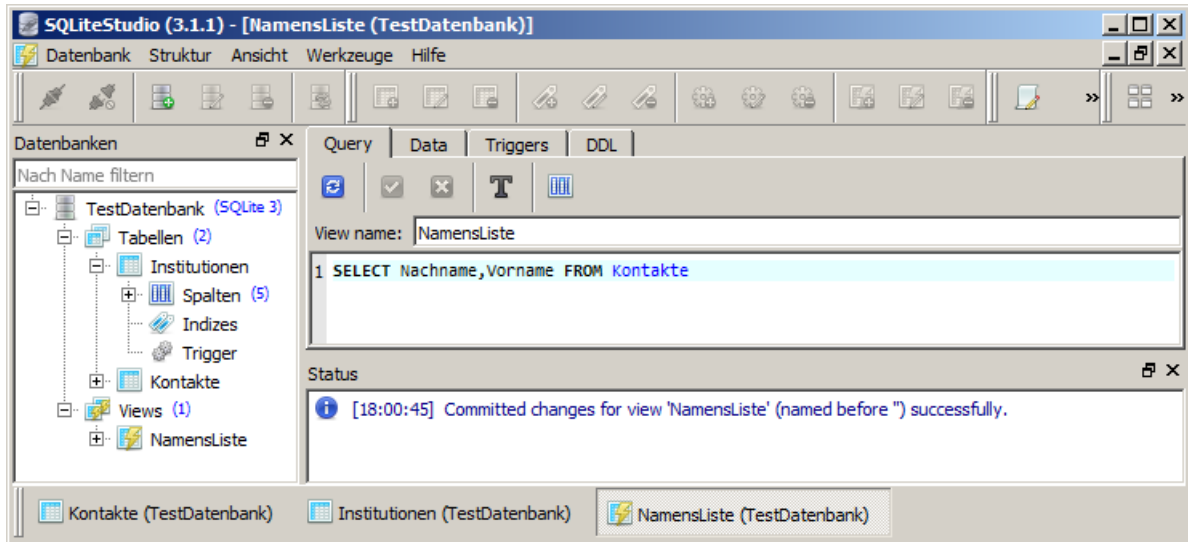 SQLiteStudio (3.1.1) - [NamensListe (TestDatenbank)]
Datenbank Struktur Ansicht Werkzeuge Hilfe
Datenbanken
Nach Name filtern
TestDatenbank (SQLite 3)
Tabellen (2)
Institutionen
Spalten (5)
Indizes
Trigger
Kontakte
Views (1)
NamensListe
Query Data Triggers DDL
View name: NamensListe
1 SELECT Nachname,Vorname FROM Kontakte
Status
[18:00:45] Committed changes for view 'NamensListe' (named before '') successfully.
Kontakte (TestDatenbank) Institutionen (TestDatenbank) NamensListe (TestDatenbank)